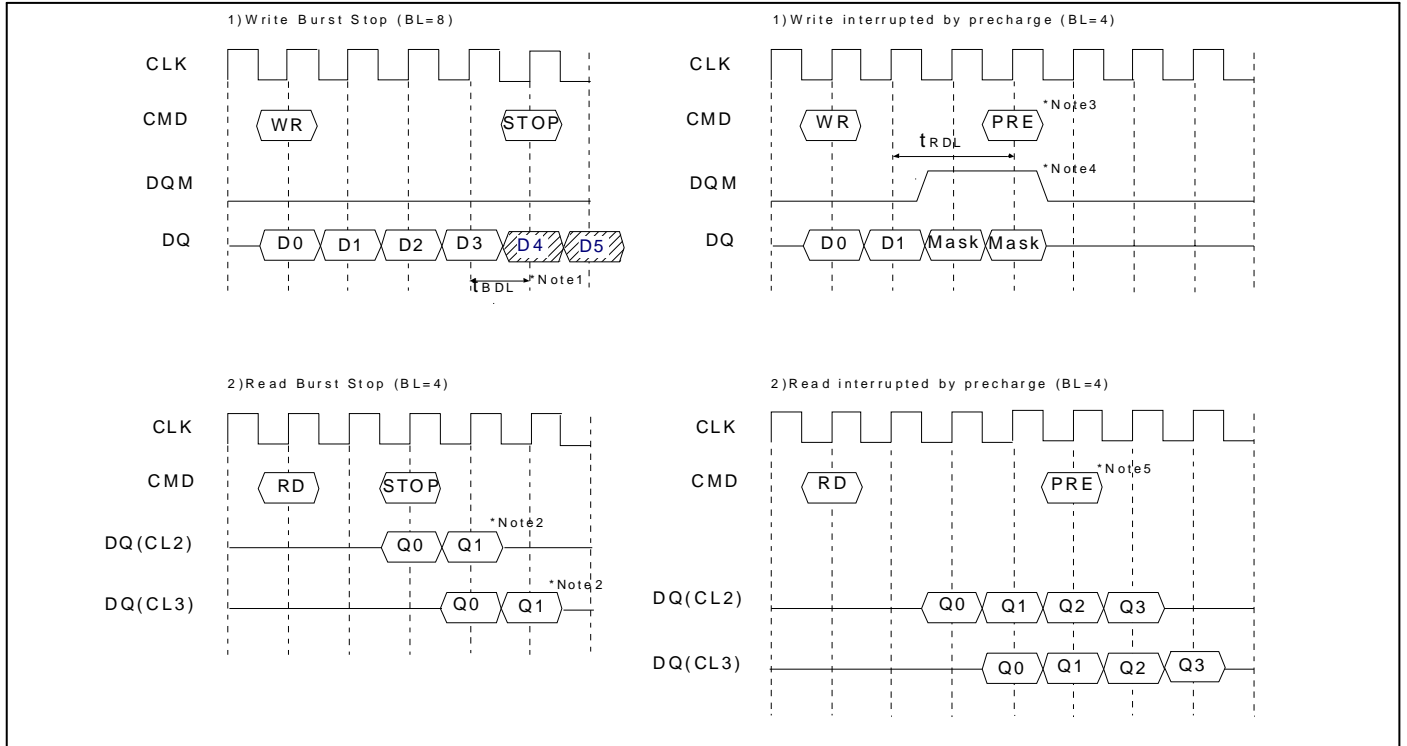 1)Write Burst Stop (BL=8)
CLK
CMD
WR
STOP
DQM
DQ
D0
D1
D2
D3
D4
D5
tBDL
*Note1
1)Write interrupted by precharge (BL=4)
CLK
CMD
WR
PRE
*Note3
tRDL
DQM
*Note4
DQ
D0
D1
Mask
Mask
2)Read Burst Stop (BL=4)
CLK
CMD
RD
STOP
DQ(CL2)
Q0
Q1
*Note2
DQ(CL3)
Q0
Q1
*Note2
2)Read interrupted by precharge (BL=4)
CLK
CMD
RD
PRE
*Note5
DQ(CL2)
Q0
Q1
Q2
Q3
DQ(CL3)
Q0
Q1
Q2
Q3